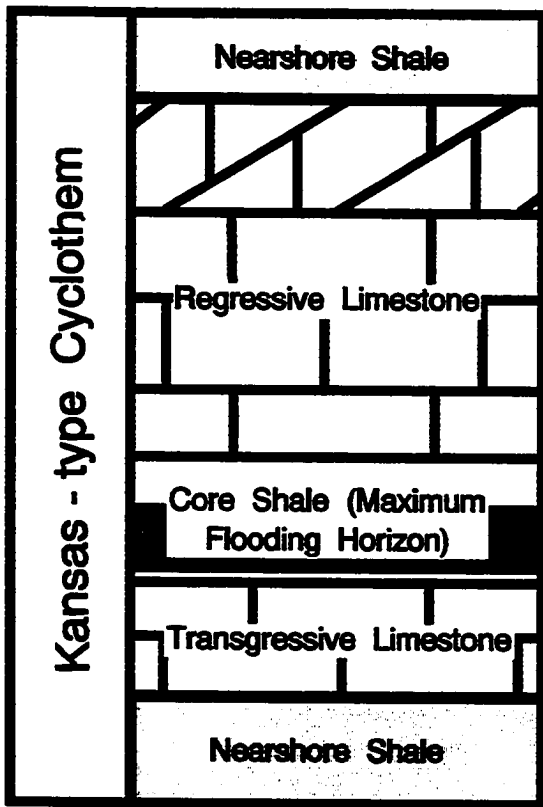 Kansas - type Cyclothem
Nearshore Shale
Regressive Limestone
Core Shale (Maximum
Flooding Horizon)
Transgressive Limestone
Nearshore Shale